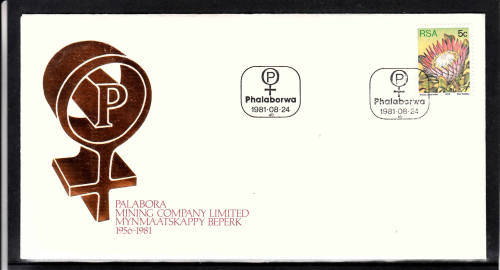 P
P
Phalaborwa
1981-08-24
P
Phalaborwa
1981-08-24
RSA 5c
PALABORA
MINING COMPANY LIMITED
MYNMAATSKAPPY BEPERK
1956-1981